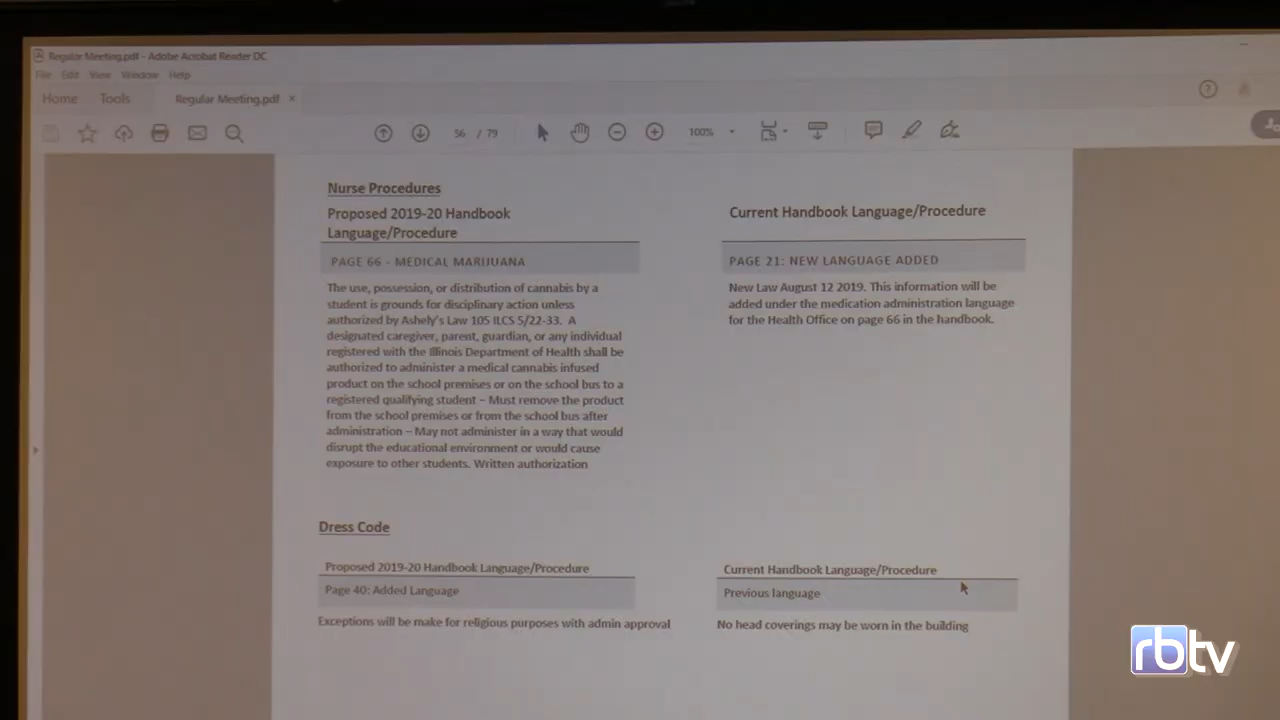 Regular Meeting.pdf - Adobe Acrobat Reader DC
File Edit View Window Help
Home Tools Regular Meeting.pdf ×
56 / 79 100%
Nurse Procedures
Proposed 2019-20 Handbook
Language/Procedure
PAGE 66 - MEDICAL MARIJUANA
The use, possession, or distribution of cannabis by a
student is grounds for disciplinary action unless
authorized by Ashely's Law 105 ILCS 5/22-33. A
designated caregiver, parent, guardian, or any individual
registered with the Illinois Department of Health shall be
authorized to administer a medical cannabis infused
product on the school premises or on the school bus to a
registered qualifying student – Must remove the product
from the school premises or from the school bus after
administration – May not administer in a way that would
disrupt the educational environment or would cause
exposure to other students. Written authorization
Current Handbook Language/Procedure
PAGE 21: NEW LANGUAGE ADDED
New Law August 12 2019. This information will be
added under the medication administration language
for the Health Office on page 66 in the handbook.
Dress Code
Proposed 2019-20 Handbook Language/Procedure
Page 40: Added Language
Exceptions will be make for religious purposes with admin approval
Current Handbook Language/Procedure
Previous language
No head coverings may be worn in the building
rbtv